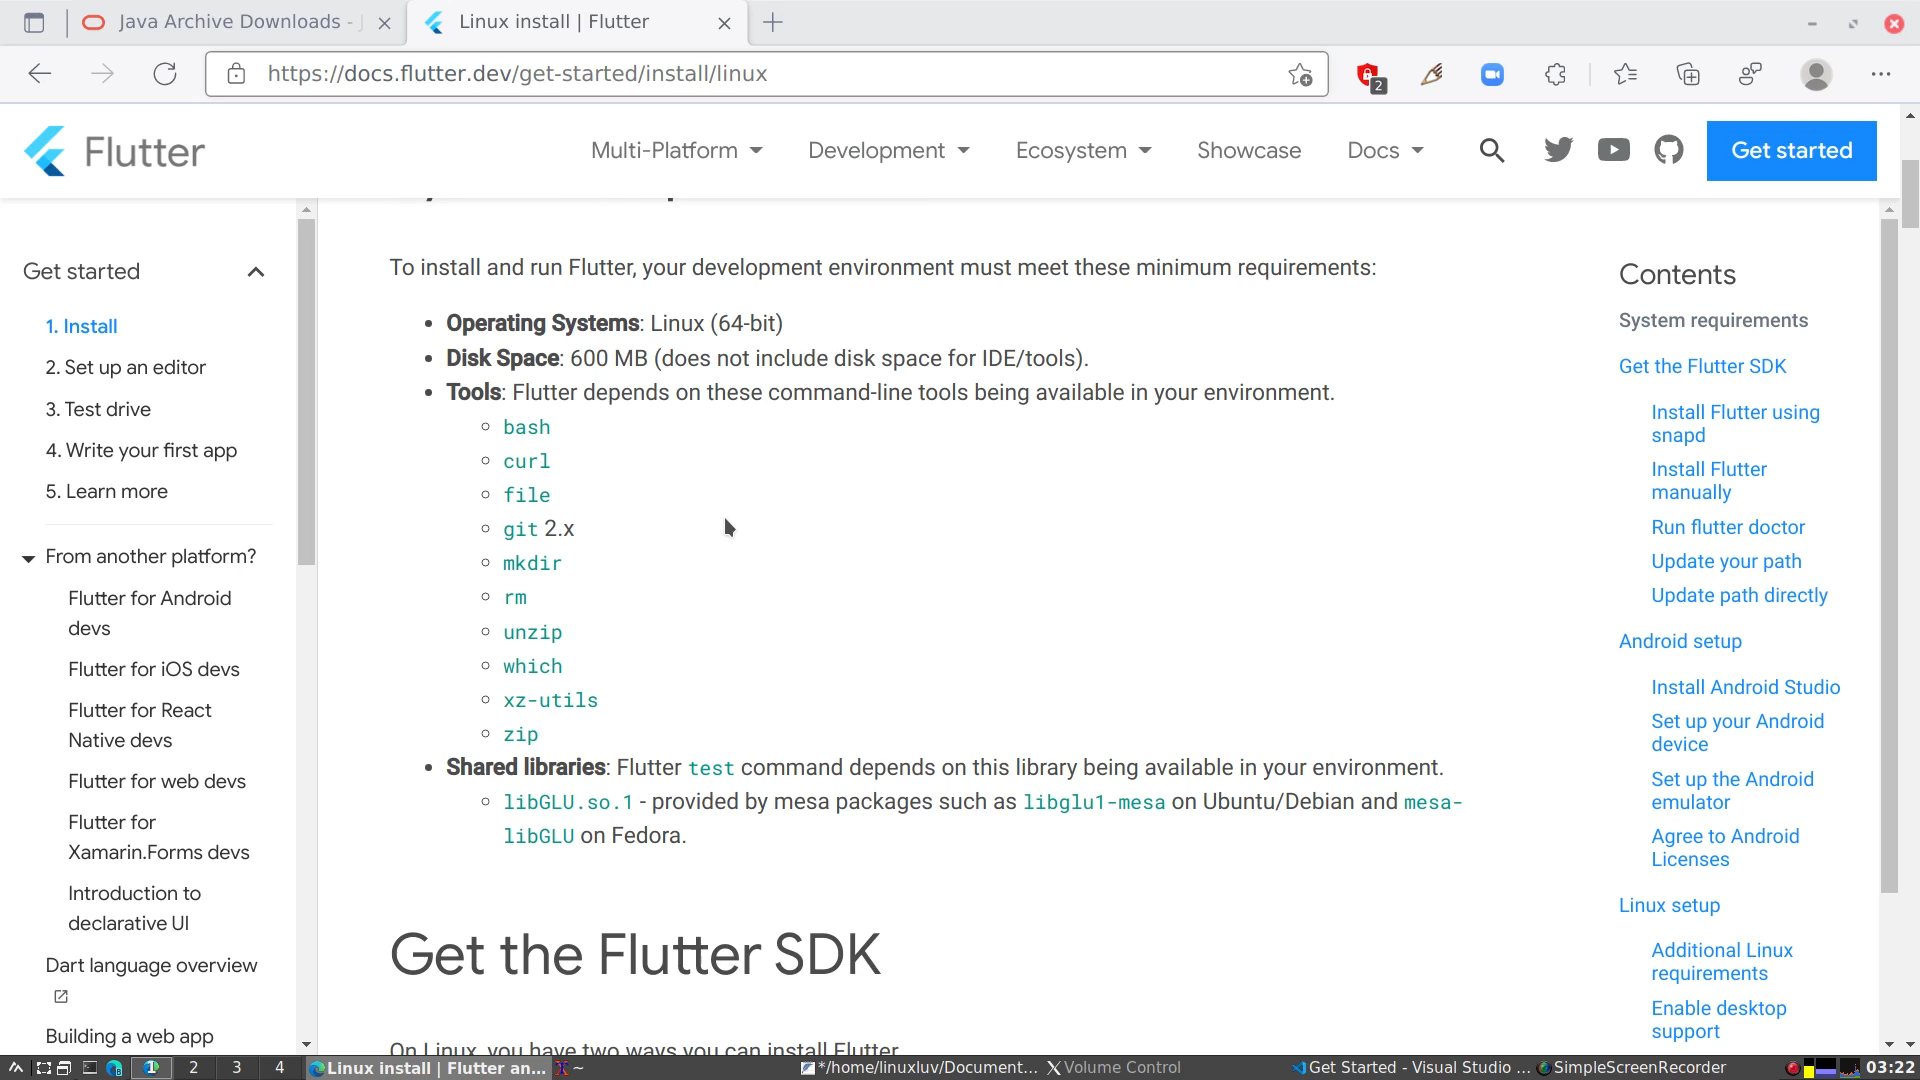 Java Archive Downloads -
Linux install | Flutter
https://docs.flutter.dev/get-started/install/linux
2
Flutter
Multi-Platform
Development
Ecosystem
Showcase
Docs
Get started
Get started
1. Install
2. Set up an editor
3. Test drive
4. Write your first app
5. Learn more
From another platform?
Flutter for Android
devs
Flutter for iOS devs
Flutter for React
Native devs
Flutter for web devs
Flutter for
Xamarin.Forms devs
Introduction to
declarative UI
Dart language overview
Building a web app
To install and run Flutter, your development environment must meet these minimum requirements:
Operating Systems: Linux (64-bit)
Disk Space: 600 MB (does not include disk space for IDE/tools).
Tools: Flutter depends on these command-line tools being available in your environment.
bash
curl
file
git 2.x
mkdir
rm
unzip
which
xz-utils
zip
Shared libraries: Flutter test command depends on this library being available in your environment.
libGLU.so.1 - provided by mesa packages such as libglu1-mesa on Ubuntu/Debian and mesa-
libGLU on Fedora.
Get the Flutter SDK
On Linux, you have two ways you can install Flutter
Contents
System requirements
Get the Flutter SDK
Install Flutter using
snapd
Install Flutter
manually
Run flutter doctor
Update your path
Update path directly
Android setup
Install Android Studio
Set up your Android
device
Set up the Android
emulator
Agree to Android
Licenses
Linux setup
Additional Linux
requirements
Enable desktop
support
1
2
3
4
Linux install | Flutter an...
~
*/home/linuxluv/Document...
Volume Control
Get Started - Visual Studio ...
SimpleScreenRecorder
03:22